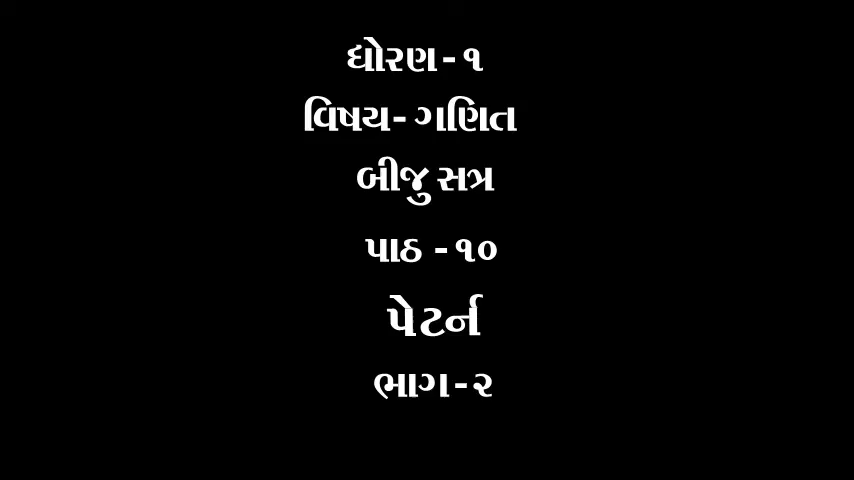 ધોરણ - ૧
વિષય- ગણિત
બીજુ સત્ર
પાઠ - ૧૦
પેટર્ન
ભાગ - ૨